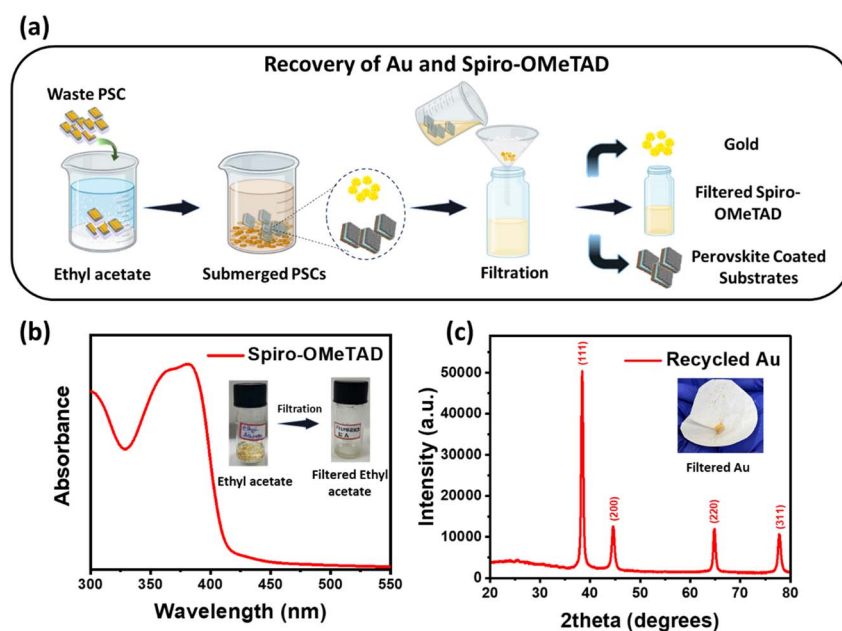 (a)
Recovery of Au and Spiro-OMeTAD
Waste PSC
Ethyl acetate
Submerged PSCs
Filtration
Gold
Filtered Spiro-
OMeTAD
Perovskite Coated
Substrates
(b)
Spiro-OMeTAD
Filtration
Ethyl acetate
Filtered Ethyl
acetate
Absorbance
300
350
400
450
500
550
Wavelength (nm)
(c)
Recycled Au
Filtered Au
(111)
(200)
(220)
(311)
Intensity (a.u.)
50000
40000
30000
20000
10000
0
20
30
40
50
60
70
80
2theta (degrees)